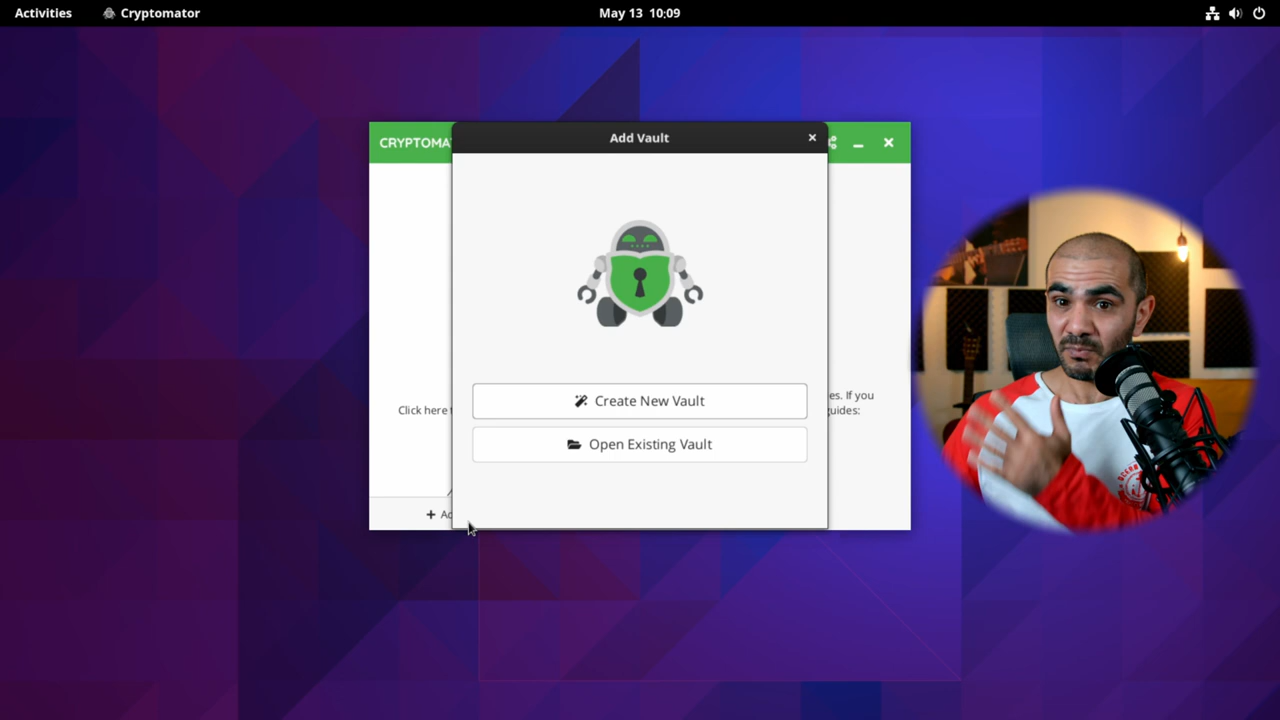 Activities
Cryptomator
May 13 10:09
Add Vault
CRYPTOMA
Create New Vault
es. If you
Click here
guides:
Open Existing Vault